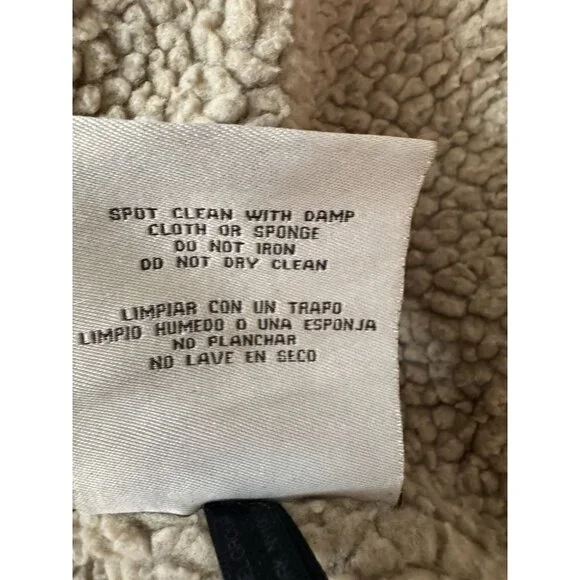 SPOT CLEAN WITH DAMP
CLOTH OR SPONGE
DO NOT IRON
DO NOT DRY CLEAN
LIMPIAR CON UN TRAPO
LIMPIO HUMEDO O UNA ESPONJA
NO PLANCHAR
NO LAVE EN SECO